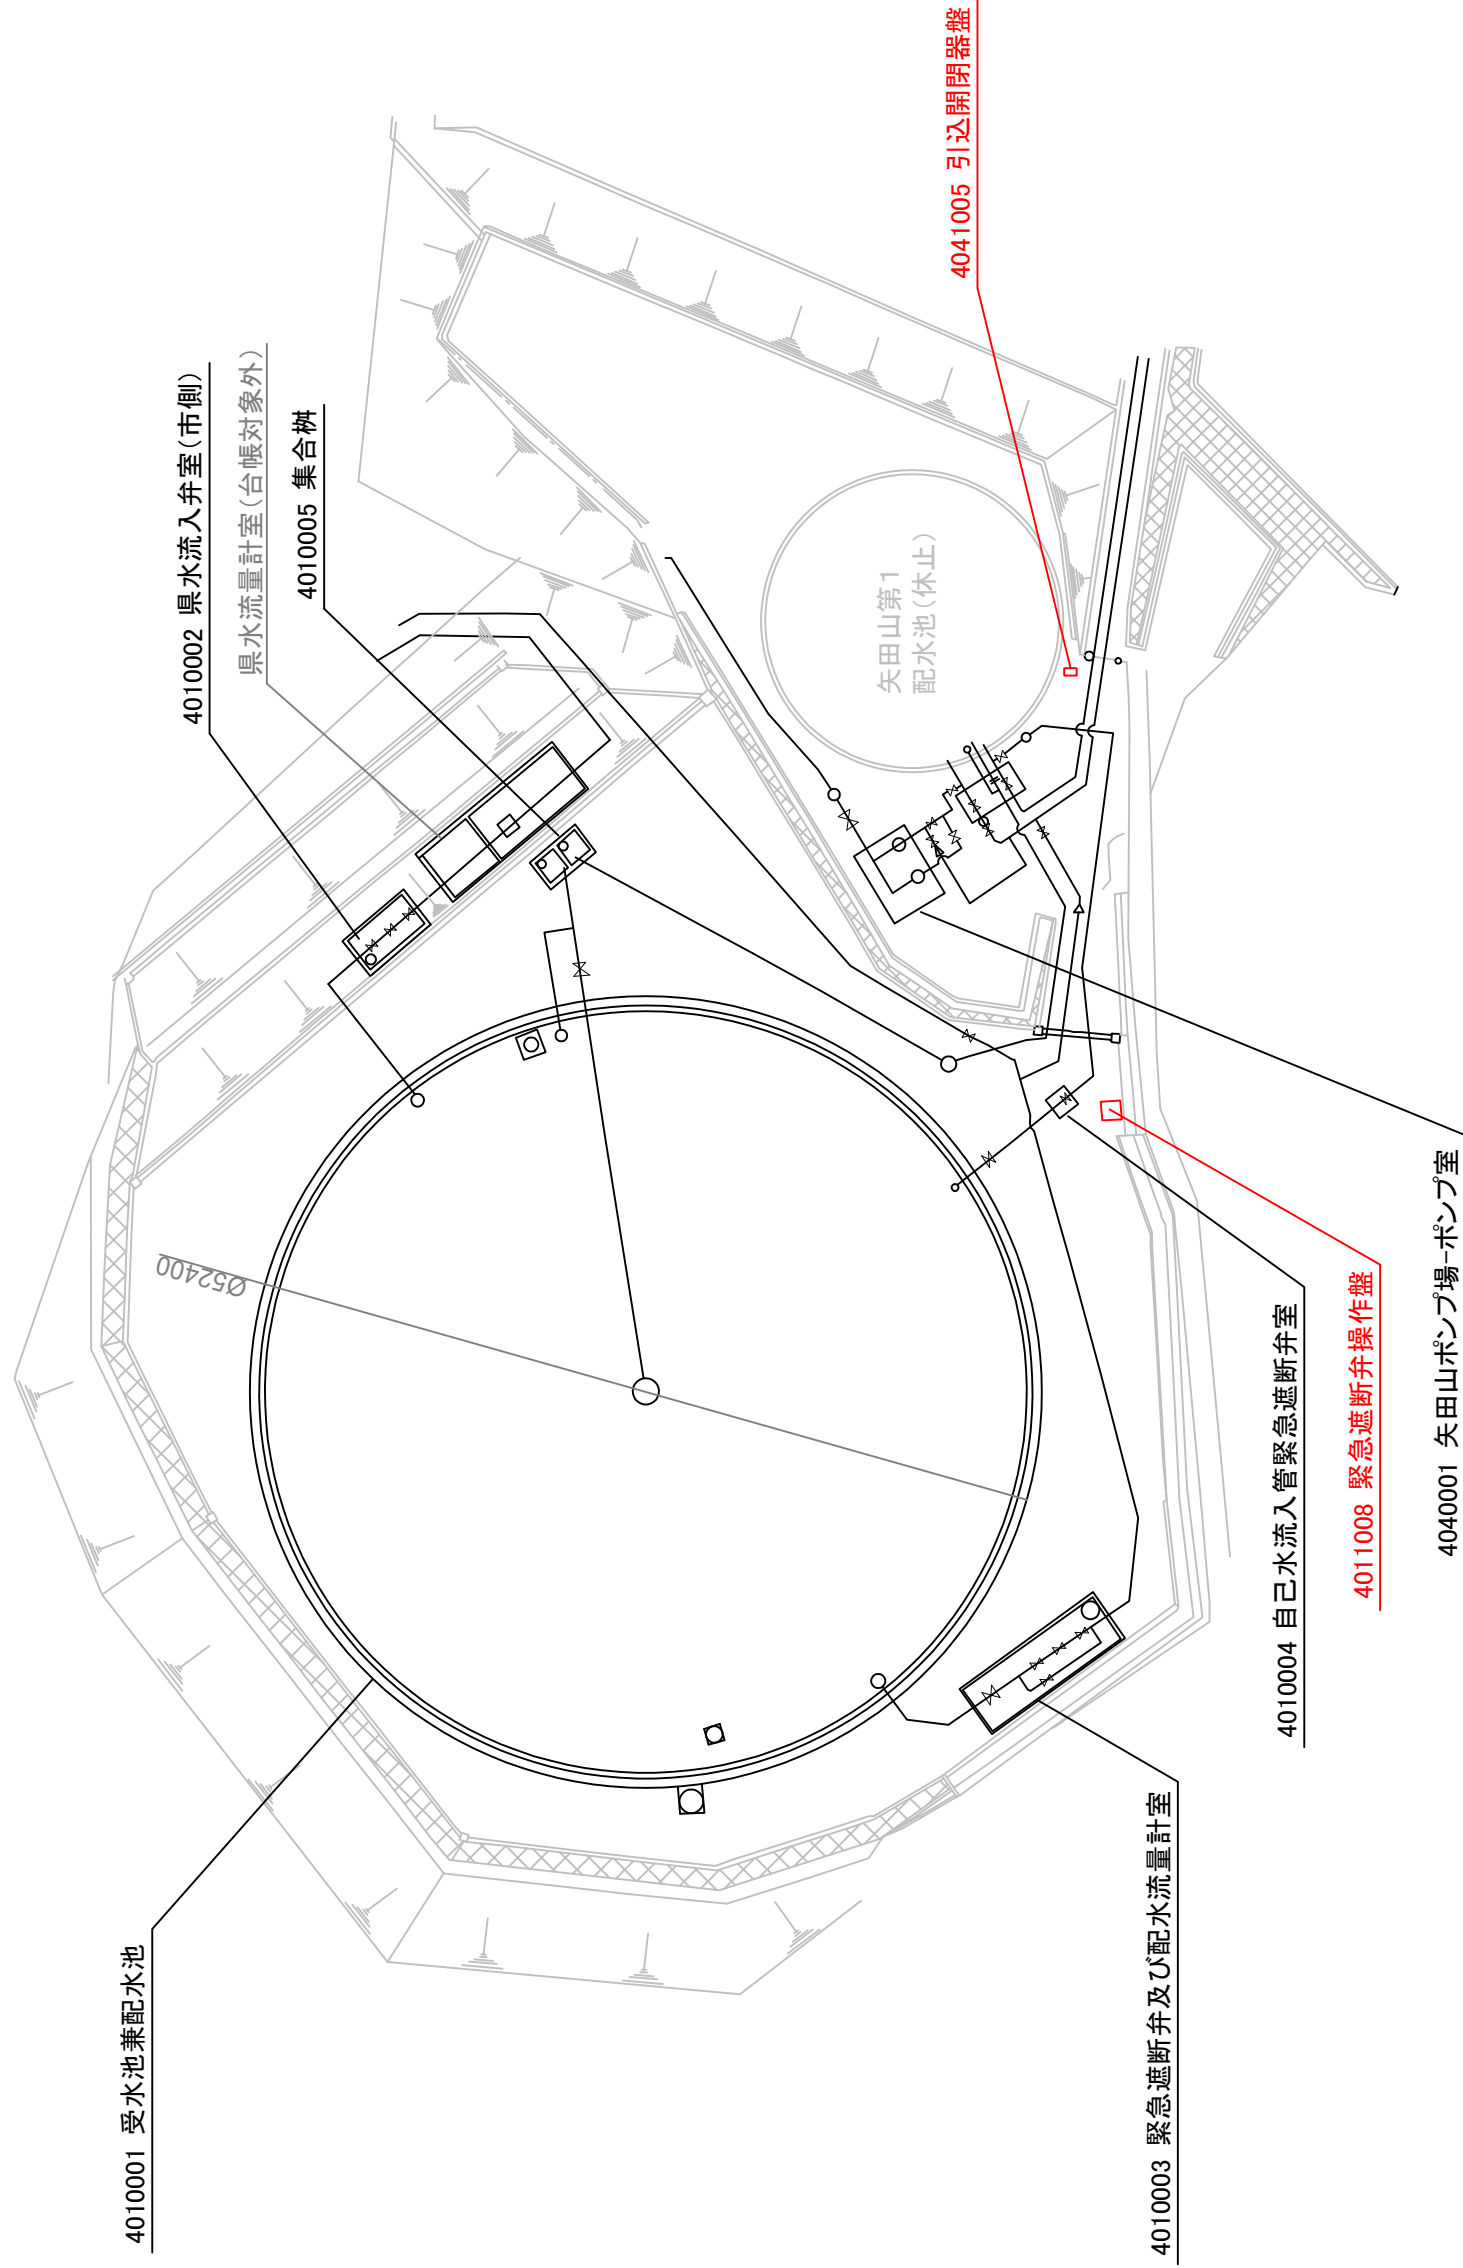 4010002 県水流入弁室(市側)
県水流量計室(台帳対象外)
4010005 集合桝
4041005 引込開閉器盤
矢田山第1
配水池(休止)
Ø52400
4010001 受水池兼配水池
4010003 緊急遮断弁及び配水流量計室
4010004 自己水流入管緊急遮断弁室
4011008 緊急遮断弁操作盤
4040001 矢田山ポンプ場-ポンプ室